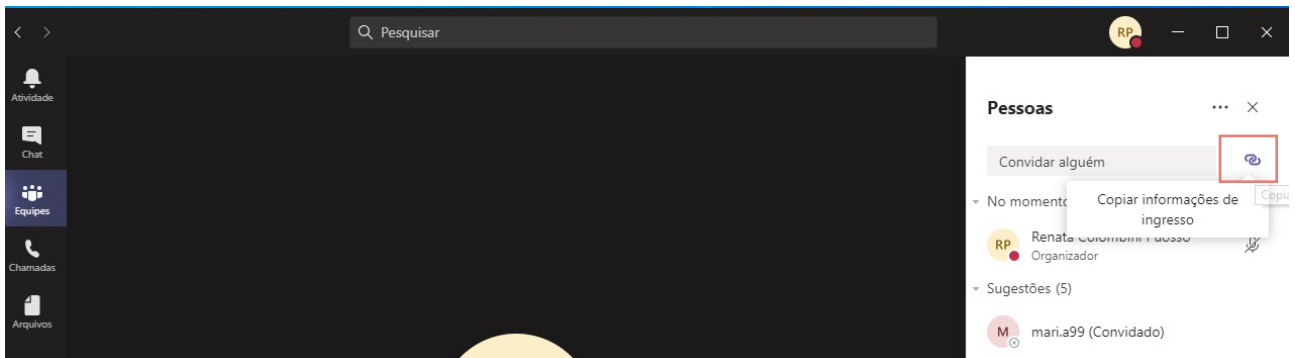 Pesquisar
RP
Atividade
Chat
Equipes
Chamadas
Arquivos
Pessoas
Convidar alguém
Copiar informações de
ingresso
No momento
RP
Renata
Organizador
Sugestões (5)
M
mari.a99 (Convidado)